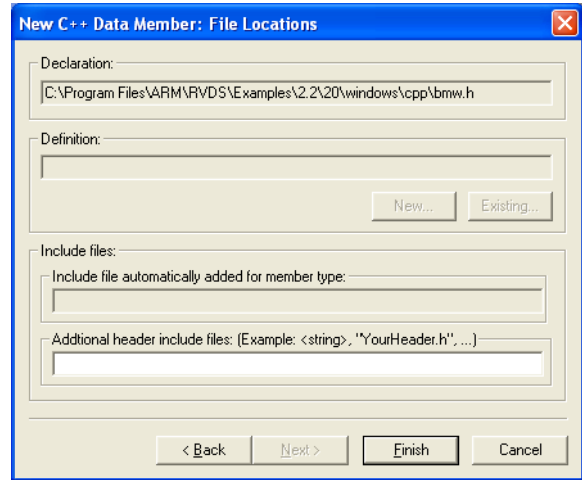 New C++ Data Member: File Locations
Declaration:
C:\Program Files\ARM\RVDS\Examples\2.2\20\windows\cpp\bmw.h
Definition:
New...
Existing...
Include files:
Include file automatically added for member type:
Addtional header include files: (Example: <string>, "YourHeader.h", ...)
< Back
Next >
Finish
Cancel